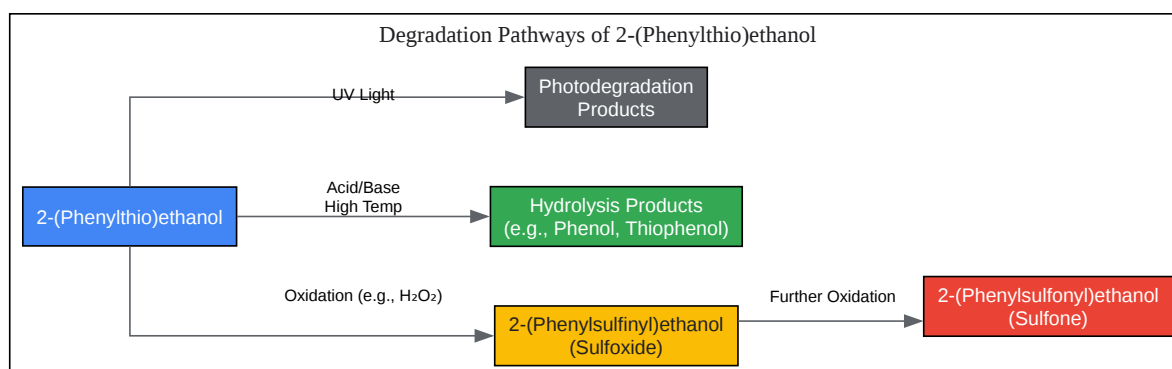 Degradation Pathways of 2-(Phenylthio)ethanol
UV Light
Photodegradation
Products
2-(Phenylthio)ethanol
Acid/Base
High Temp
Hydrolysis Products
(e.g., Phenol, Thiophenol)
Oxidation (e.g., H₂O₂)
2-(Phenylsulfinyl)ethanol
(Sulfoxide)
Further Oxidation
2-(Phenylsulfonyl)ethanol
(Sulfone)